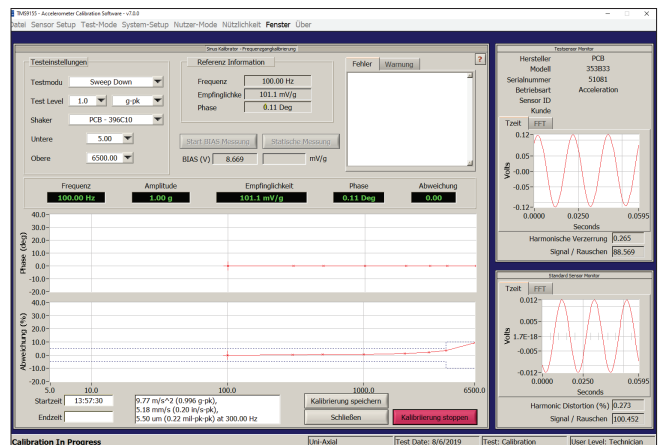 TMS9155 - Accelerometer Calibration Software - v7.0.0
Datei Sensor Setup Test-Mode System-Setup Nutzer-Mode Nützlichkeit Fenster Über
Sinus Kalibrator - Frequenzgangkalibrierung
?
Testeinstellungen
Testmodu Sweep Down
Test Level 1.0 g-pk
Shaker PCB - 396C10
Untere 5.00
Obere 6500.00
Referenz Information
Frequenz 100.00 Hz
Empfinglichke 101.1 mV/g
Phase 0.11 Deg
Start BIAS Messung Statische Messung
BIAS (V) 8.669 mV/g
Fehler Warnung
Frequenz Amplitude Empfinglichkeit Phase Abweichung
100.00 Hz 1.00 g 101.1 mV/g 0.11 Deg 0.00
Phase (deg)
40.0
30.0
20.0
10.0
0.0
-10.0
-20.0
Abweichung (%)
40.0
30.0
20.0
10.0
0.0
-10.0
-20.0
5.0 10.0 100.0 1000.0 6500.0
Startzeit 13:57:30
Endzeit
9.77 m/s^2 (0.996 g-pk),
5.18 mm/s (0.20 in/s-pk),
5.50 um (0.22 mil-pk-pk) at 300.00 Hz
Kalibrierung speichern
Schließen
Kalibrierung stoppen
Testsensor Monitor
Hersteller PCB
Modell 353B33
Serialnummer 51081
Betriebsart Acceleration
Sensor ID
Kunde
Tzeit FFT
Volts
0.12
0.05
-0.05
-0.12
0.0000 0.0250 0.0595
Seconds
Harmonische Verzerrung 0.265
Signal / Rauschen 88.569
Standard Sensor Monitor
Tzeit FFT
Volts
0.012
0.005
1.7E-18
-0.005
-0.012
0.0000 0.0250 0.0595
Seconds
Harmonic Distortion (%) 0.273
Signal / Rauschen 100.452
Calibration In Progress Uni-Axial Test Date: 8/6/2019 Test: Calibration User Level: Technician